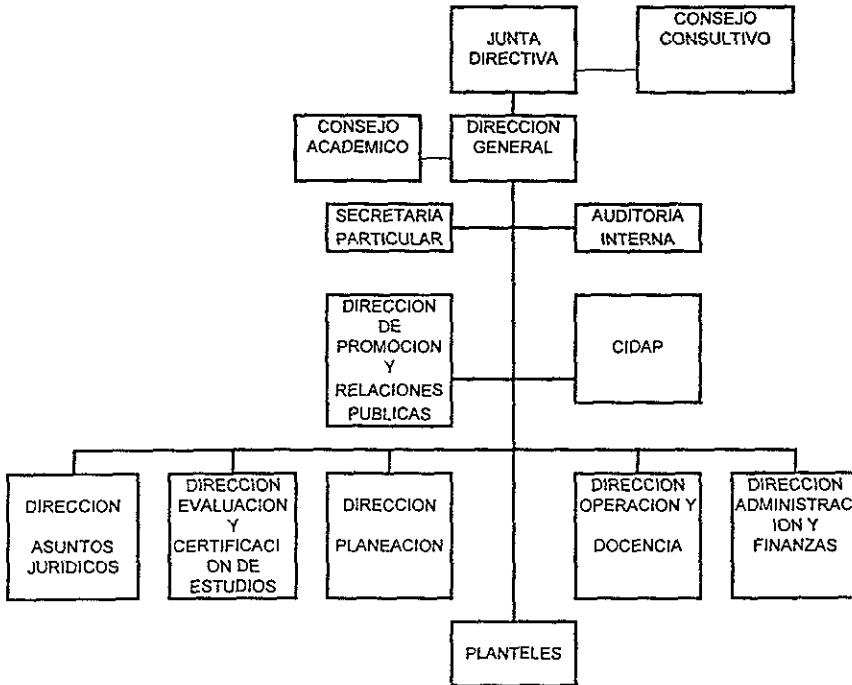 JUNTA
DIRECTIVA
CONSEJO
CONSULTIVO
CONSEJO
ACADEMICO
DIRECCION
GENERAL
SECRETARIA
PARTICULAR
AUDITORIA
INTERNA
DIRECCION
DE
PROMOCION
Y
RELACIONES
PUBLICAS
CIDAP
DIRECCION
ASUNTOS
JURIDICOS
DIRECCION
EVALUACION
Y
CERTIFICACI
ON DE
ESTUDIOS
DIRECCION
PLANEACION
DIRECCION
OPERACION Y
DOCENCIA
DIRECCION
ADMINISTRAC
ION Y
FINANZAS
PLANTELES